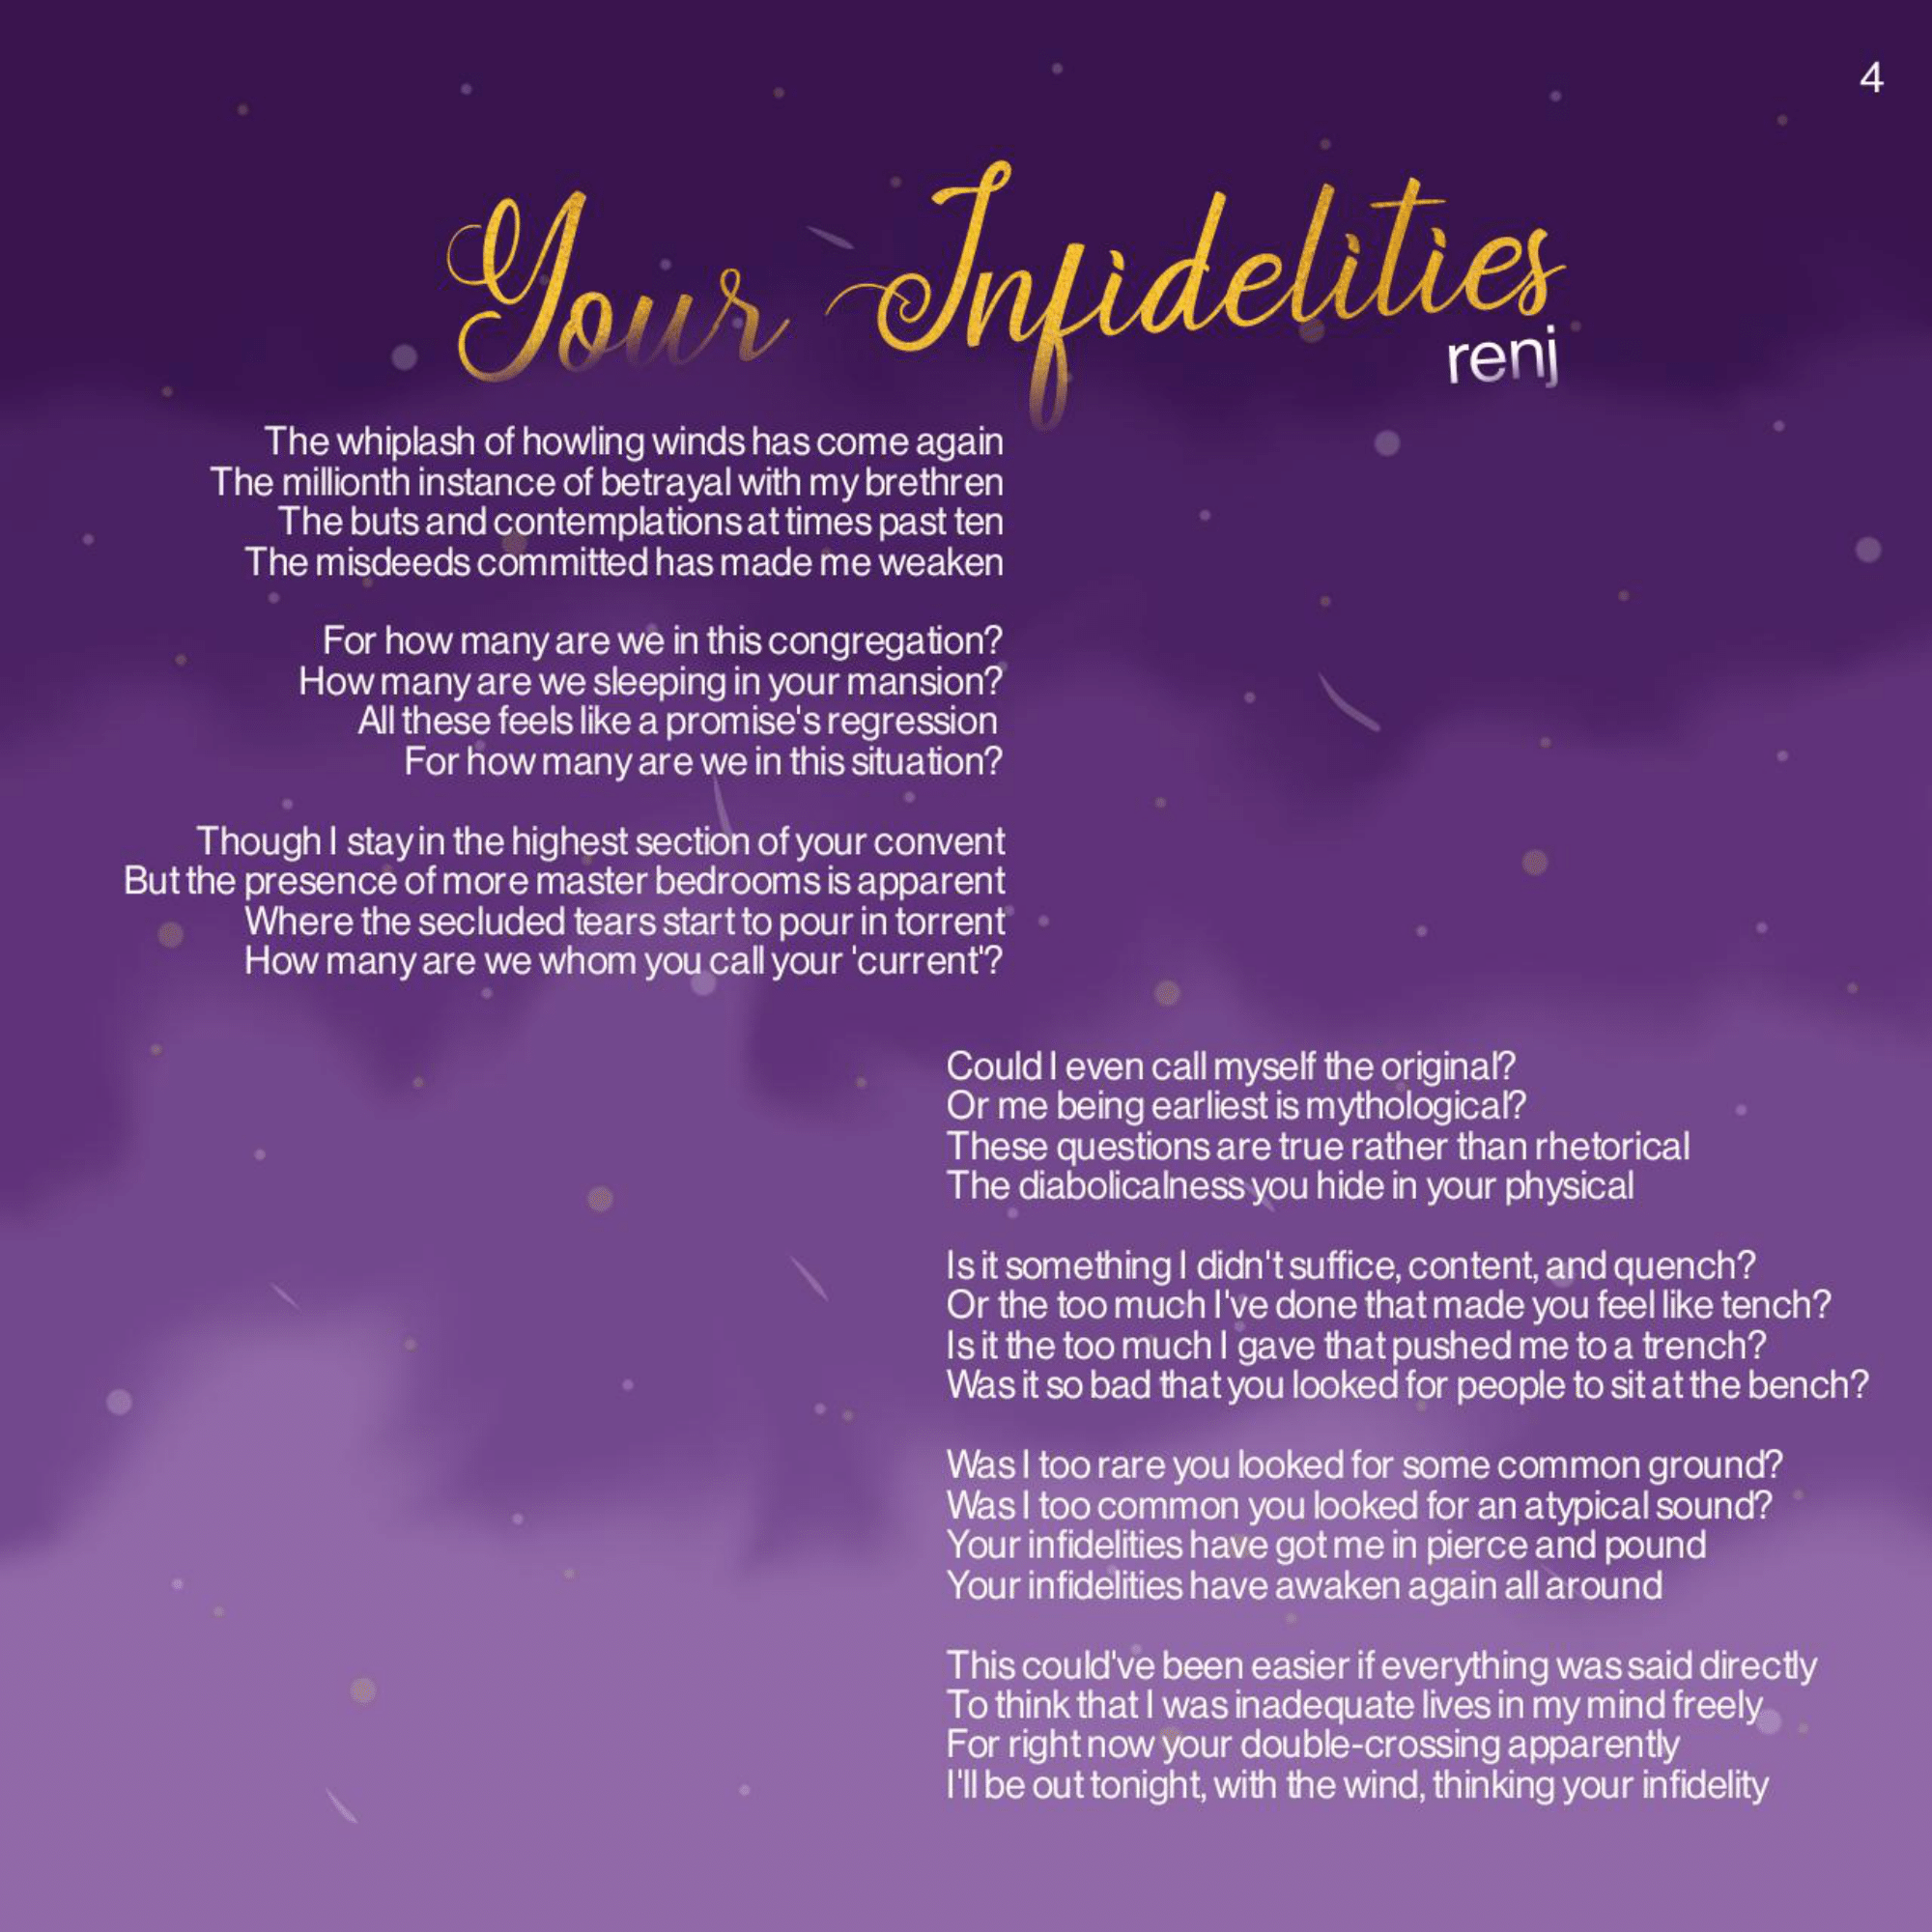 4
Your Infidelities
renj
The whiplash of howling winds has come again
The millionth instance of betrayal with my brethren
The buts and contemplations at times past ten
The misdeeds committed has made me weaken
For how many are we in this congregation?
How many are we sleeping in your mansion?
All these feels like a promise's regression
For how many are we in this situation?
Though I stay in the highest section of your convent
But the presence of more master bedrooms is apparent
Where the secluded tears start to pour in torrent
How many are we whom you call your 'current'?
Could I even call myself the original?
Or me being earliest is mythological?
These questions are true rather than rhetorical
The diabolicalness you hide in your physical
Is it something I didn't suffice, content, and quench?
Or the too much I've done that made you feel like tench?
Is it the too much I gave that pushed me to a trench?
Was it so bad that you looked for people to sit at the bench?
Was I too rare you looked for some common ground?
Was I too common you looked for an atypical sound?
Your infidelities have got me in pierce and pound
Your infidelities have awaken again all around
This could've been easier if everything was said directly
To think that I was inadequate lives in my mind freely
For right now your double-crossing apparently
I'll be out tonight, with the wind, thinking your infidelity